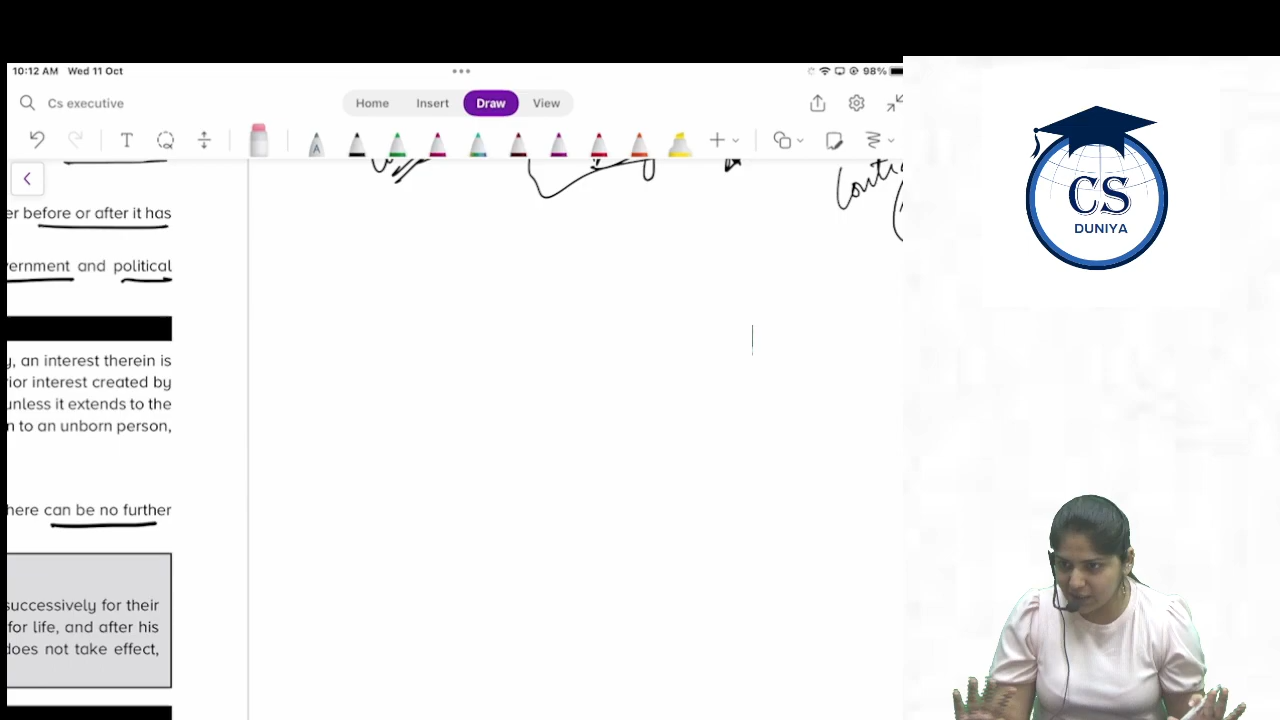 10:12 AM Wed 11 Oct
98%
Cs executive
Home Insert Draw View
T
A
er before or after it has
vernment and political
y, an interest therein is
rior interest created by
unless it extends to the
n to an unborn person,
here can be no further
successively for their
for life, and after his
does not take effect,
CS
DUNIYA